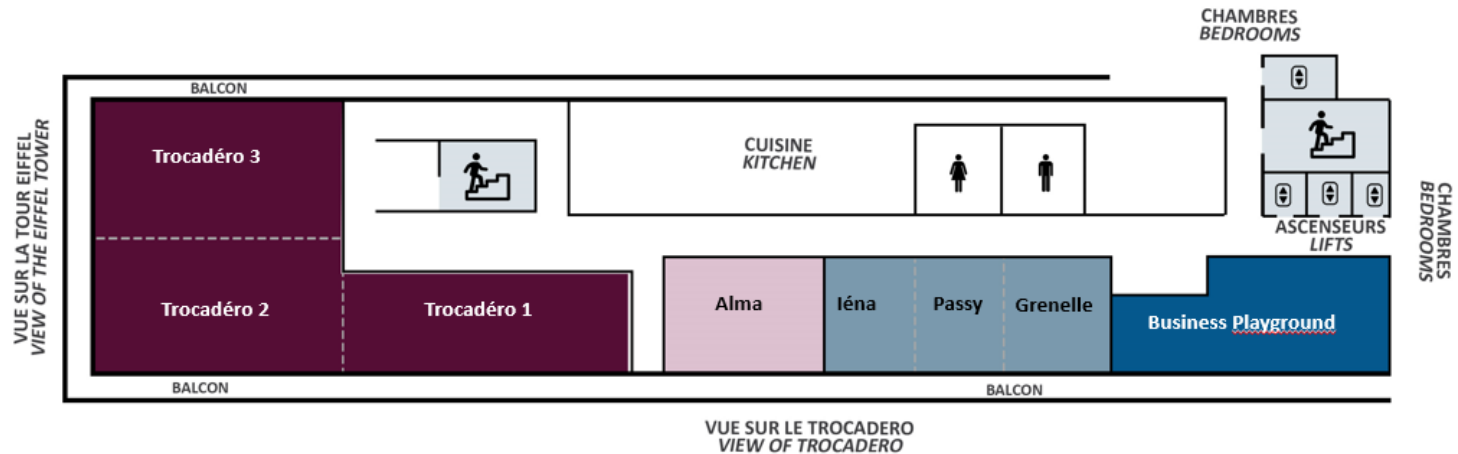 CHAMBRES
BEDROOMS
BALCON
VUE SUR LA TOUR EIFFEL
VIEW OF THE EIFFEL TOWER
Trocadéro 3
CUISINE
KITCHEN
ASCENSEURS
LIFTS
CHAMBRES
BEDROOMS
Trocadéro 2
Trocadéro 1
Alma
Iéna
Passy
Grenelle
Business Playground
BALCON
BALCON
VUE SUR LE TROCADERO
VIEW OF TROCADERO